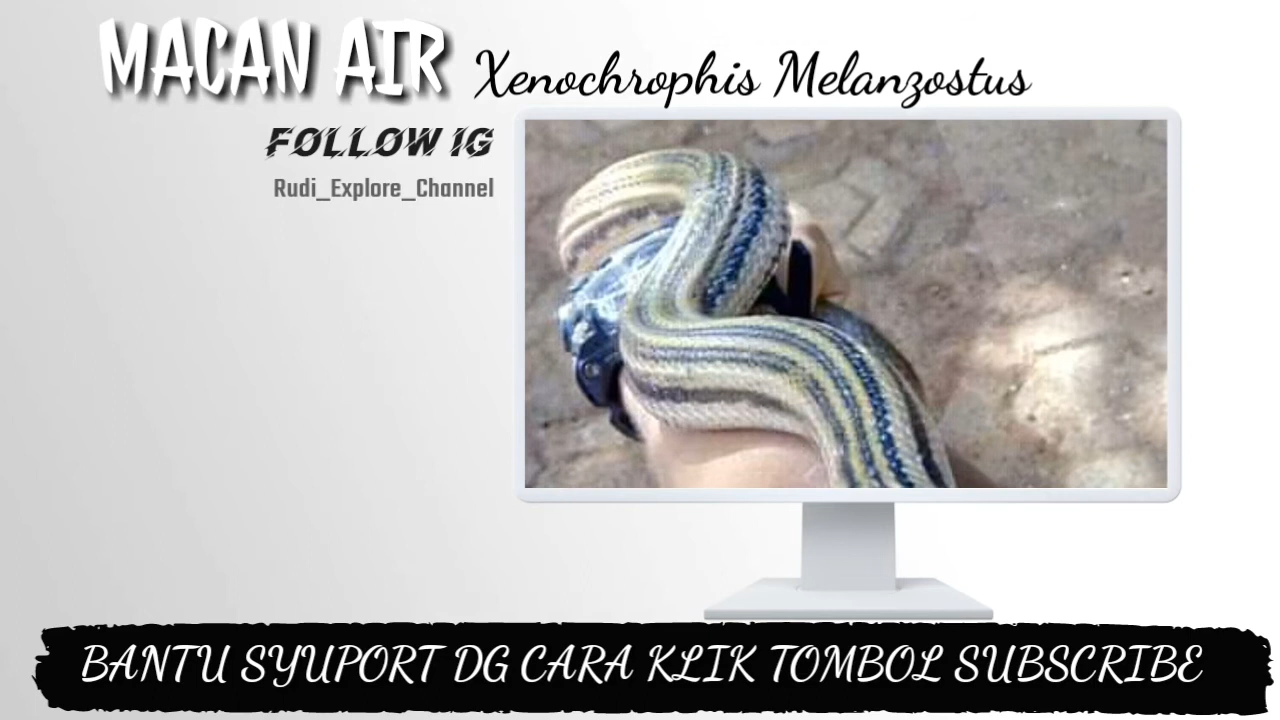 MACAN AIR Xenochrophis Melanzostus
FOLLOW IG
Rudi_Explore_Channel
BANTU SYUPORT DG CARA KLIK TOMBOL SUBSCRIBE